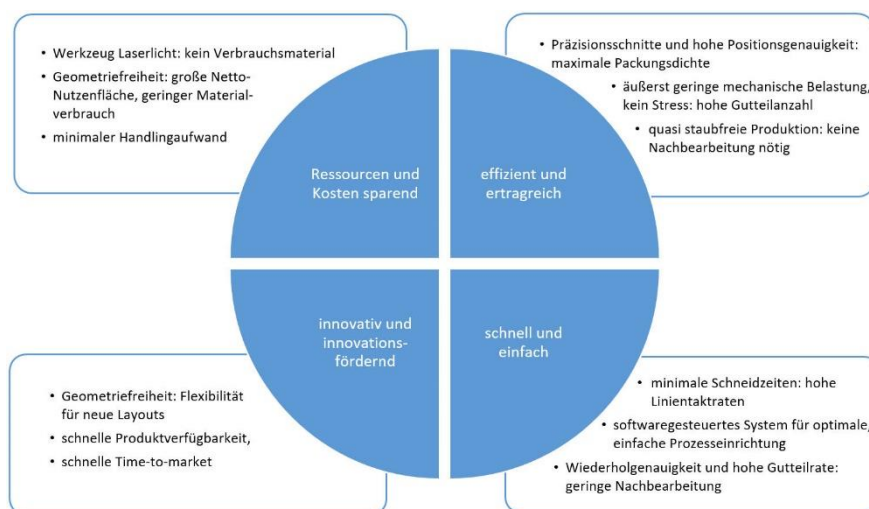 • Werkzeug Laserlicht: kein Verbrauchsmaterial
• Geometriefreiheit: große Netto-
Nutzenfläche, geringer Material-
verbrauch
• minimaler Handlingaufwand
• Präzisionsschnitte und hohe Positionsgenauigkeit:
maximale Packungsdichte
• äußerst geringe mechanische Belastung,
kein Stress: hohe Gutteilanzahl
• quasi staubfreie Produktion: keine
Nachbearbeitung nötig
Ressourcen und
Kosten sparend
effizient und
ertragreich
innovativ und
innovations-
fördernd
schnell und
einfach
• Geometriefreiheit: Flexibilität
für neue Layouts
• schnelle Produktverfügbarkeit,
• schnelle Time-to-market
• minimale Schneidzeiten: hohe
Linientaktraten
• softwaregesteuertes System für optimale,
einfache Prozesseinrichtung
• Wiederholgenauigkeit und hohe Gutteilrate:
geringe Nachbearbeitung